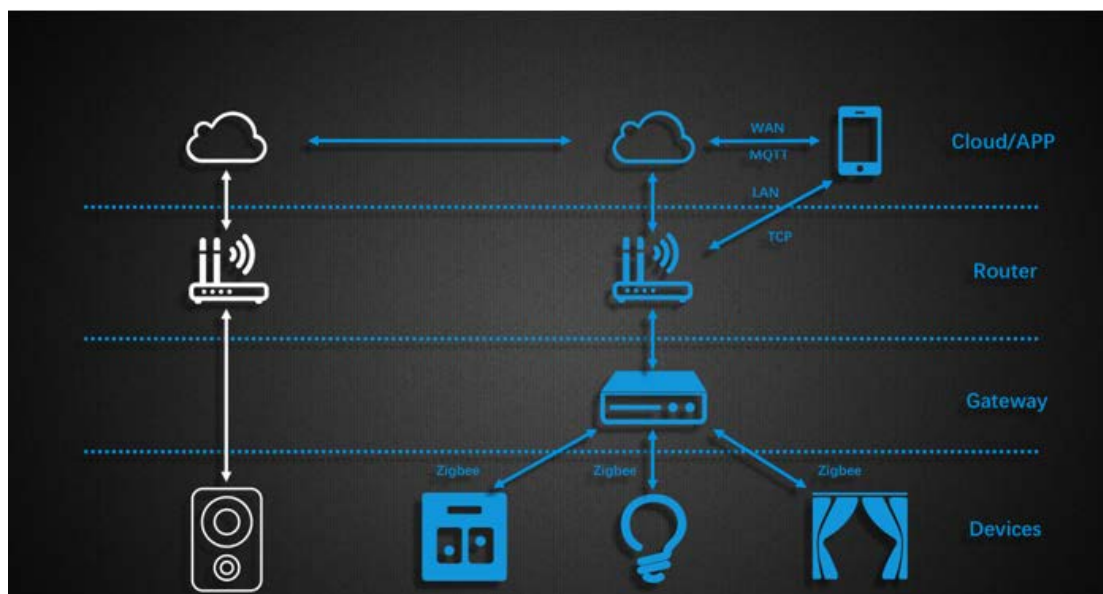 WAN
MQTT
Cloud/APP
LAN
TCP
Router
Gateway
Zigbee
Zigbee
Zigbee
Devices